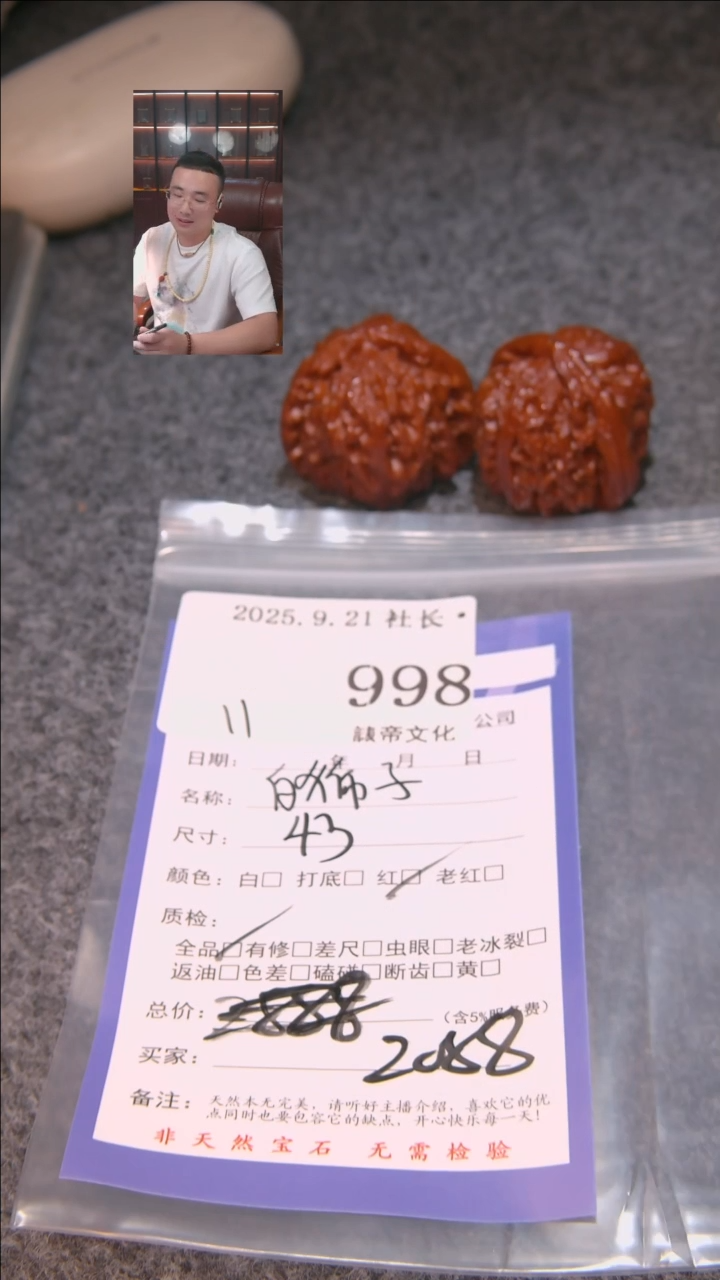 2025.9.21 社长
998
11
誐帝文化 公司
日期： 年 月 日
名称： 白狮子
尺寸： 43
颜色：白□ 打底□ 红□ 老红□
质检：
全品□有修□差尺□虫眼□老冰裂□
返油□色差□磕碰□断齿□黄□
总价： （含5%服务费）
买家：
备注：天然本无完美，请听好主播介绍，喜欢它的优
点同时也要包容它的缺点，开心快乐每一天！
非天然宝石 无需检验